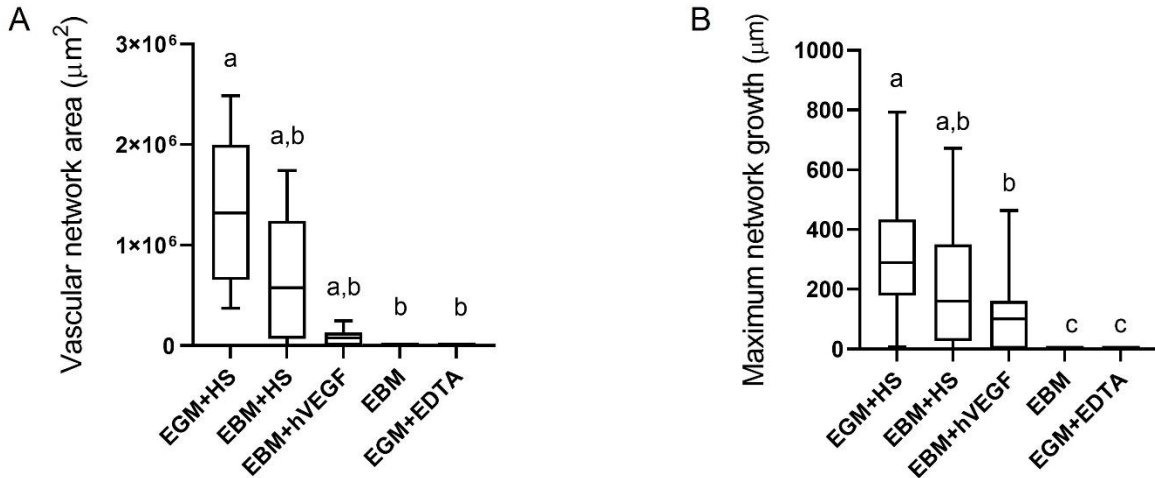 A
Vascular network area (μm²)
3×10⁶
2×10⁶
1×10⁶
0
a
a,b
a,b
b
b
EGM+HS
EBM+HS
EBM+hVEGF
EBM
EGM+EDTA
B
Maximum network growth (μm)
1000
800
600
400
200
0
a
a,b
b
c
c
EGM+HS
EBM+HS
EBM+hVEGF
EBM
EGM+EDTA